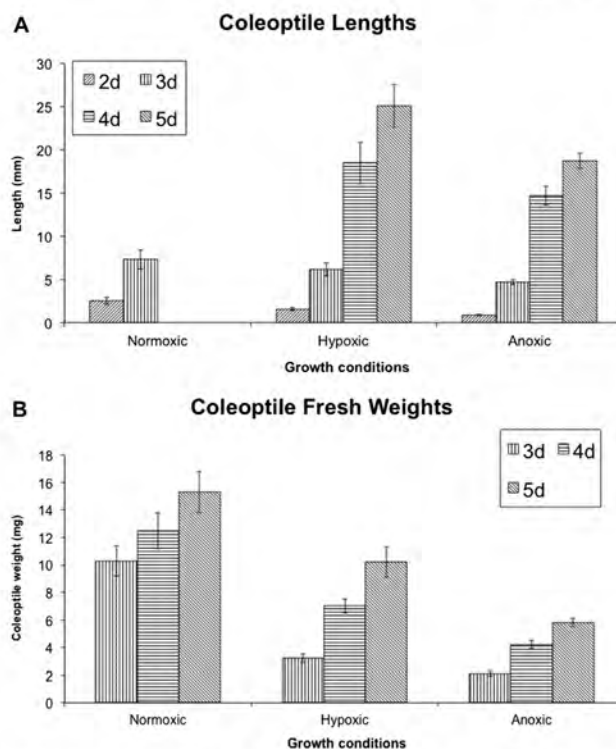 A
Coleoptile Lengths
2d 3d
4d 5d
30
25
20
15
10
5
0
Length (mm)
Normoxic Hypoxic Anoxic
Growth conditions
B
Coleoptile Fresh Weights
3d 4d
5d
18
16
14
12
10
8
6
4
2
0
Coleoptile weight (mg)
Normoxic Hypoxic Anoxic
Growth conditions